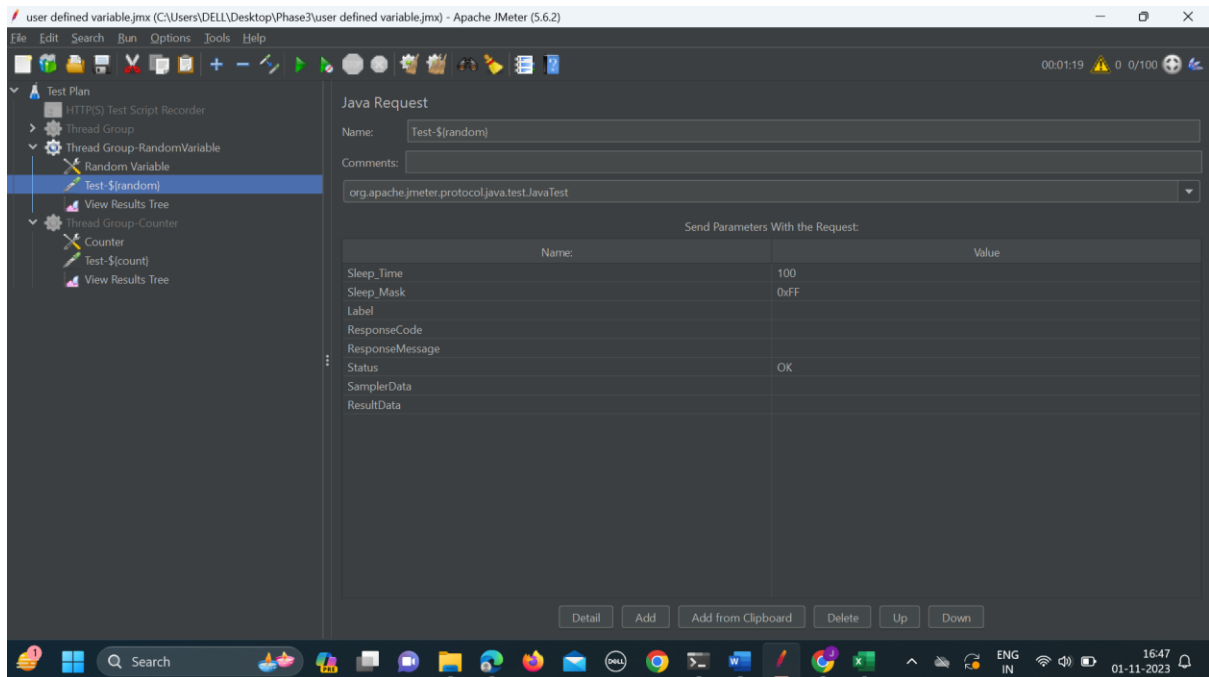 user defined variable.jmx (C:\Users\DELL\Desktop\Phase3\user defined variable.jmx) - Apache JMeter (5.6.2)
File Edit Search Run Options Tools Help
00:01:19 0 0/100
Test Plan
HTTP(S) Test Script Recorder
Thread Group
Thread Group-RandomVariable
Random Variable
Test-${random}
View Results Tree
Thread Group-Counter
Counter
Test-${count}
View Results Tree
Java Request
Name: Test-${random}
Comments:
org.apache.jmeter.protocol.java.test.JavaTest
Send Parameters With the Request:
Name: Value
Sleep_Time 100
Sleep_Mask 0xFF
Label
ResponseCode
ResponseMessage
Status OK
SamplerData
ResultData
Detail Add Add from Clipboard Delete Up Down
1 Search PRE DELL W J X ENG 16:47
IN 01-11-2023